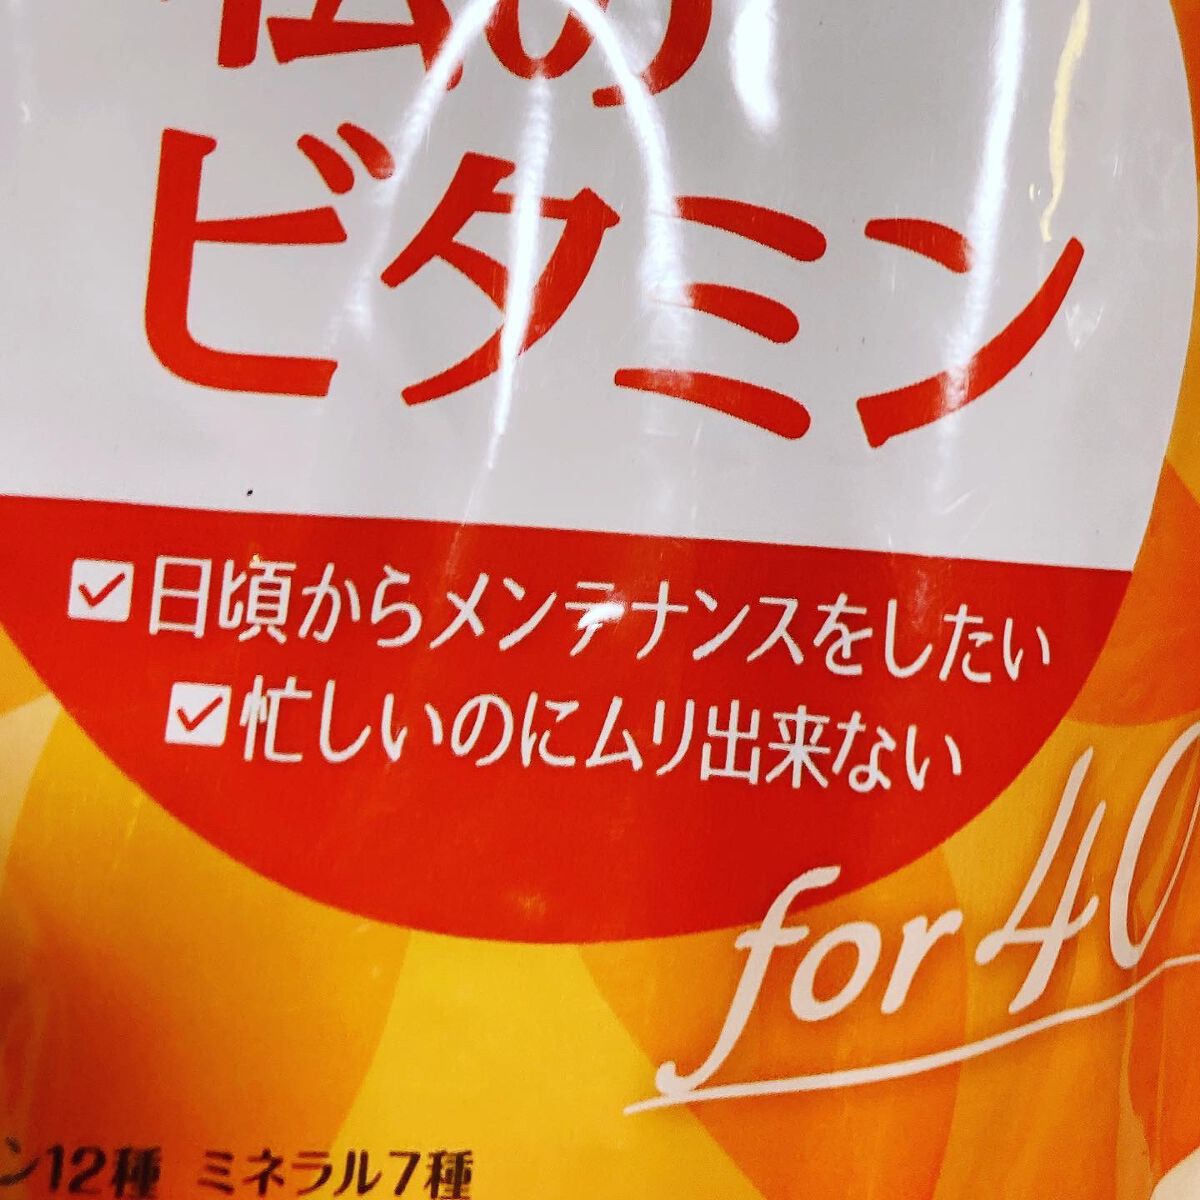 私の
ビタミン
日頃からメンテナンスをしたい
忙しいのにムリ出来ない
for 40
ン12種 ミネラル7種